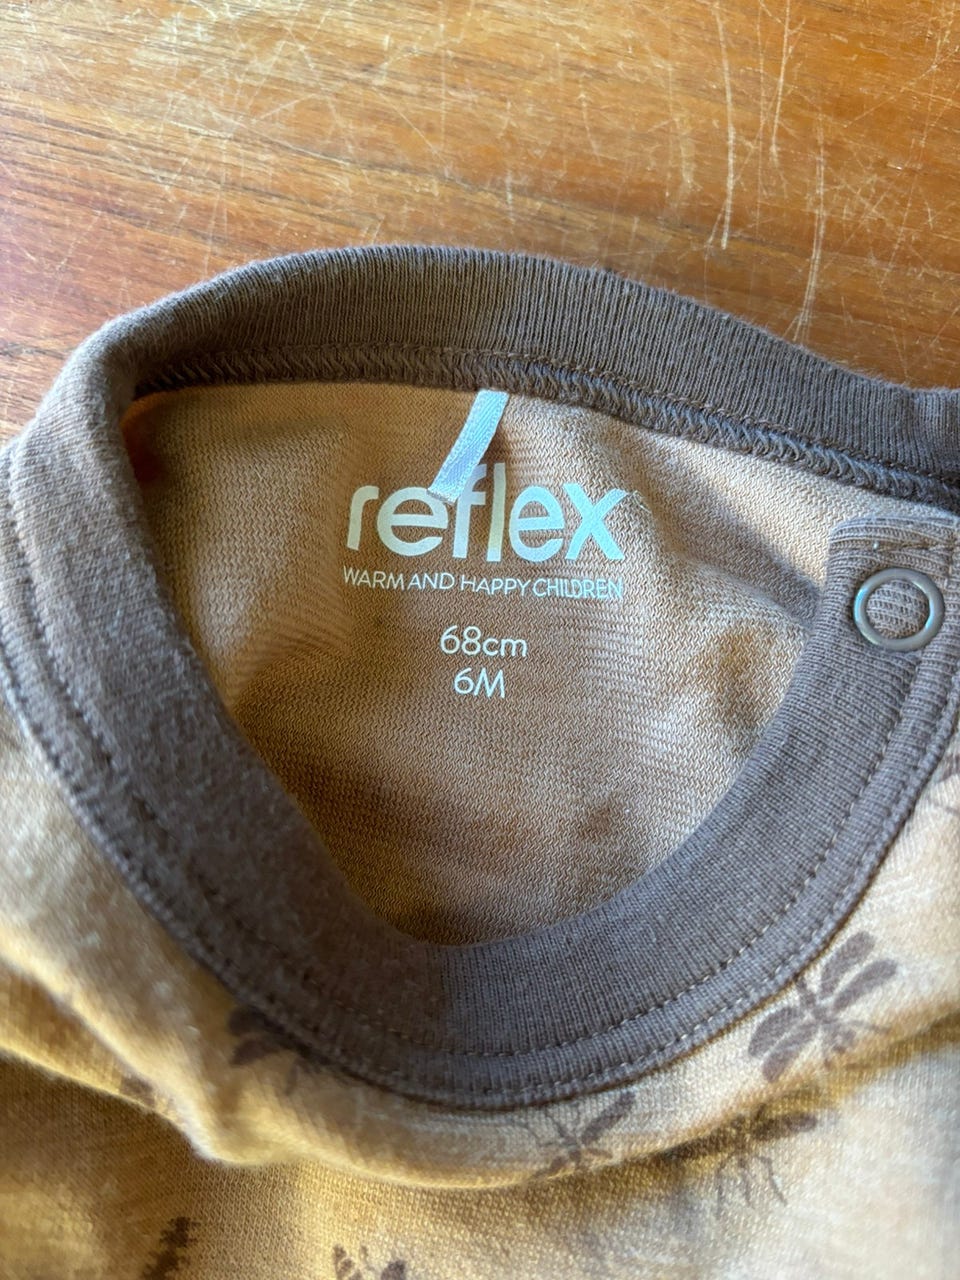 reflex
WARM AND HAPPY CHILDREN
68cm
6M